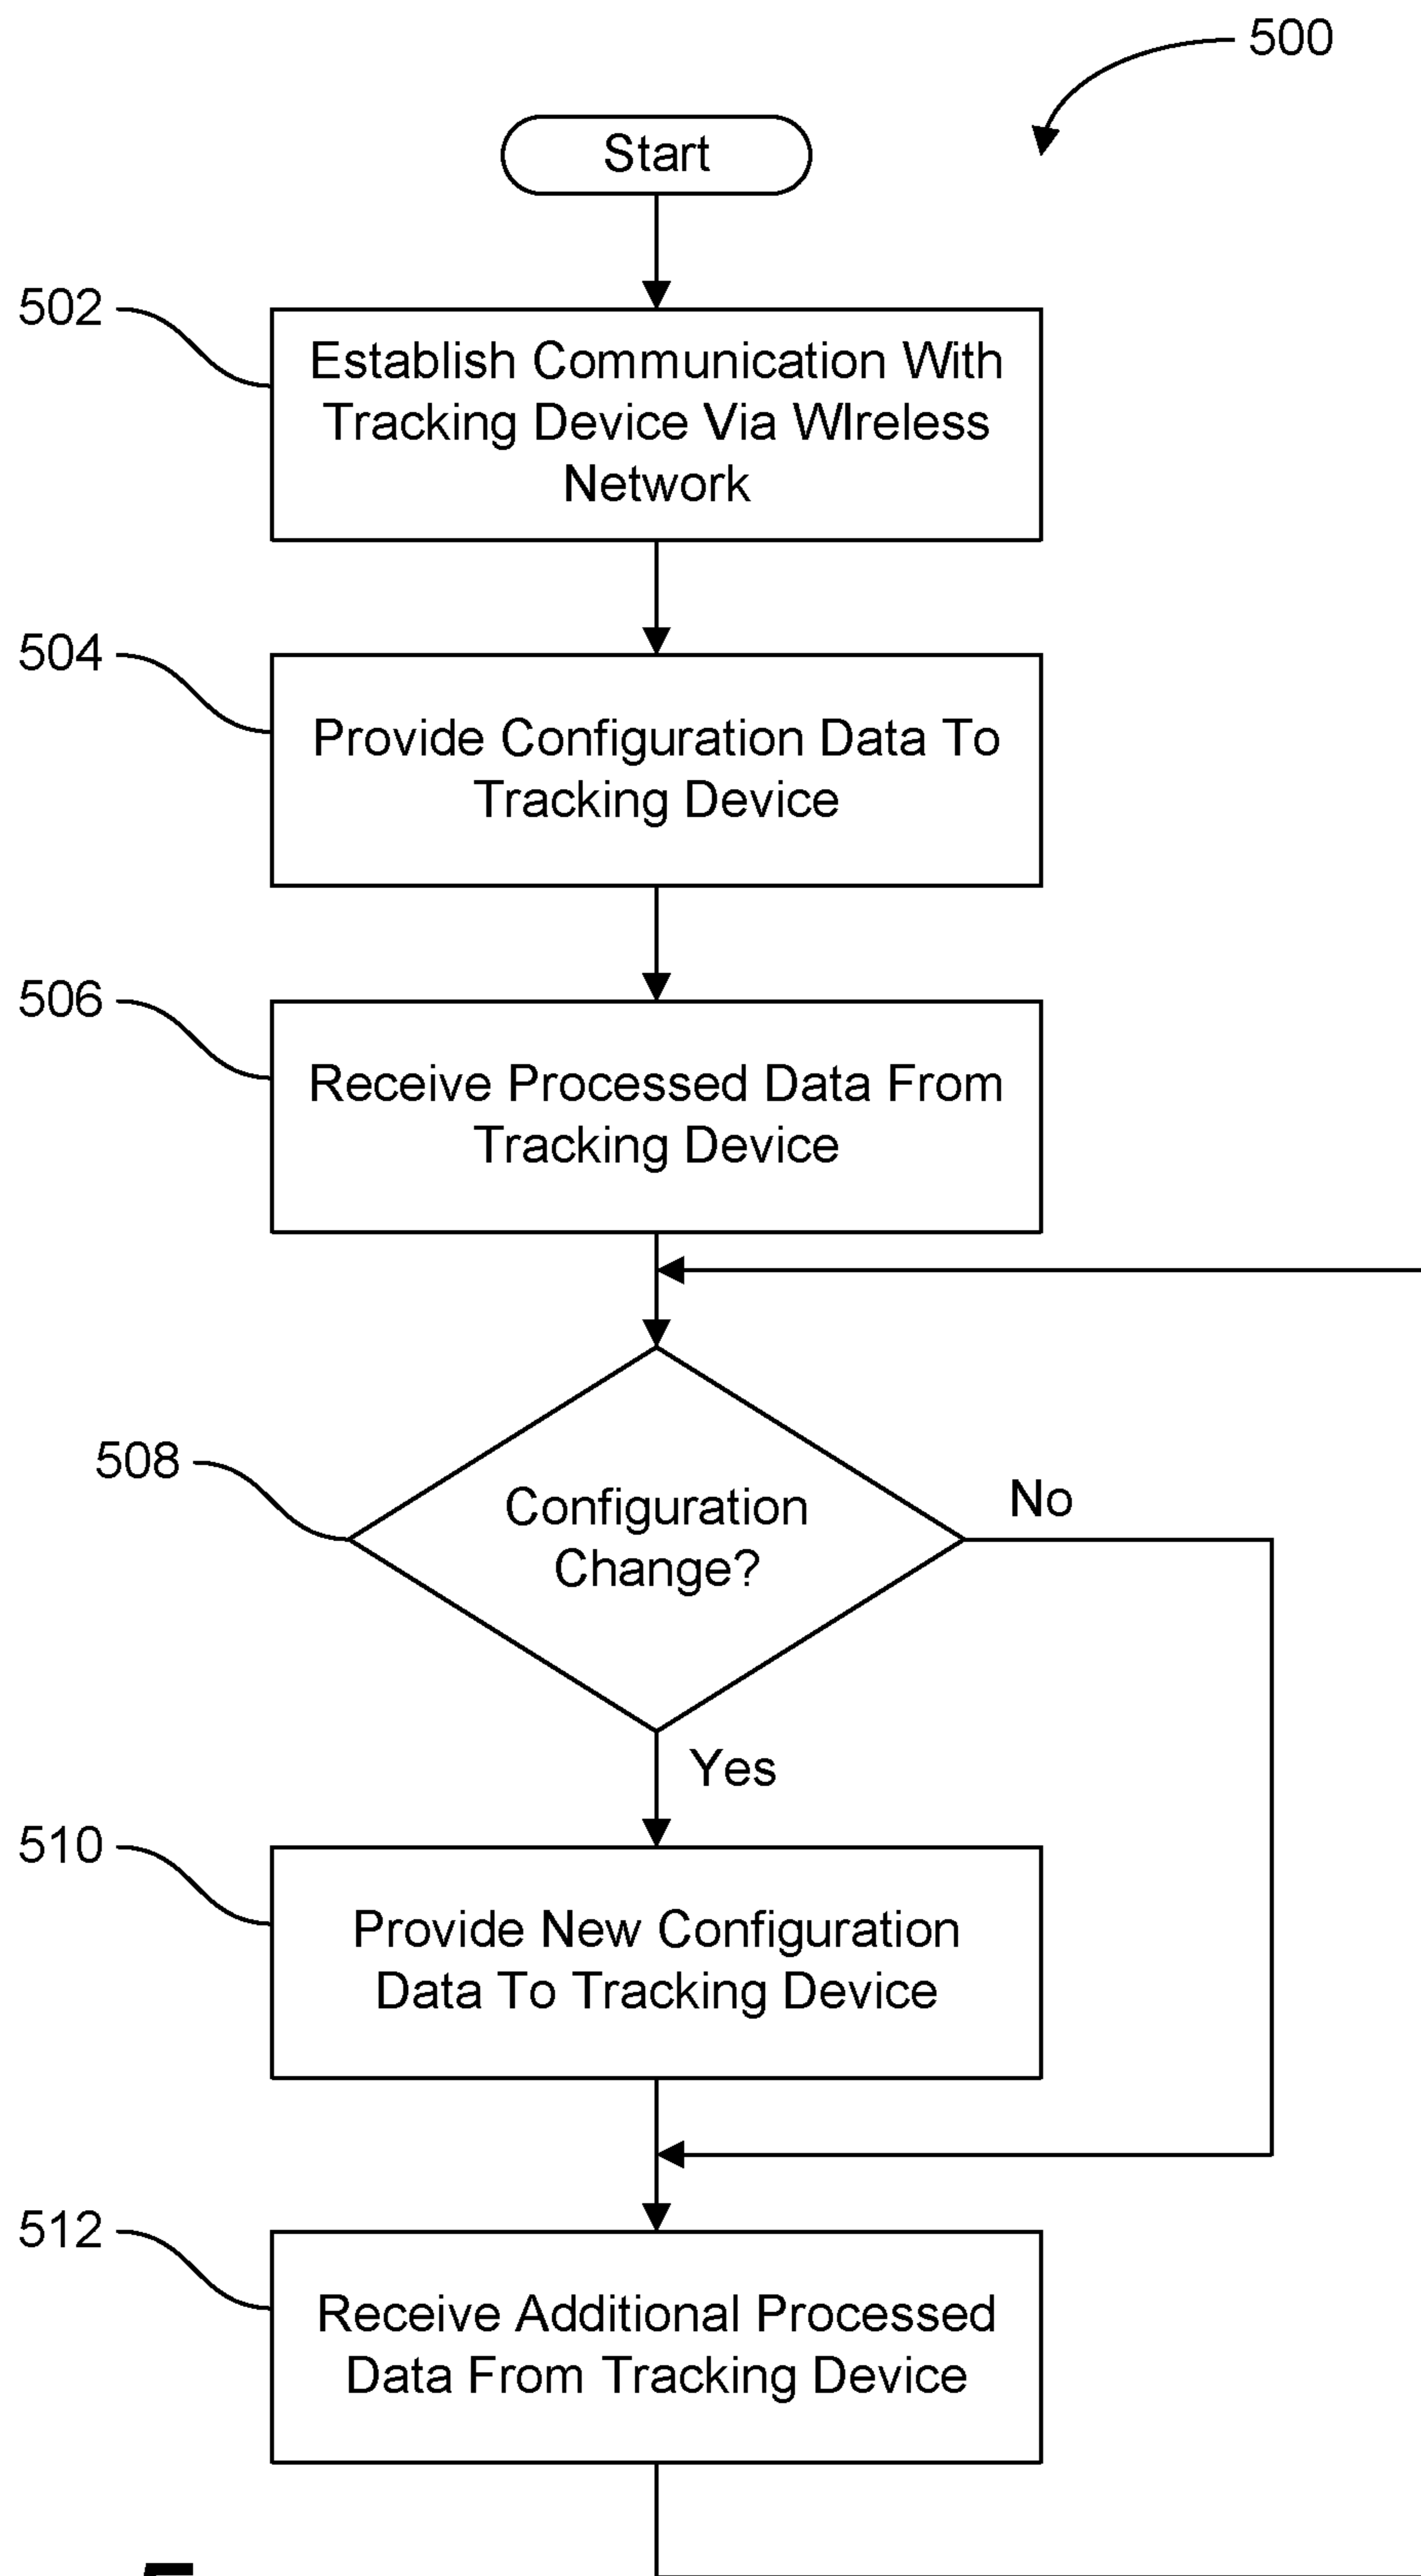 500
Start
502
Establish Communication With
Tracking Device Via WIreless
Network
504
Provide Configuration Data To
Tracking Device
506
Receive Processed Data From
Tracking Device
508
Configuration
Change?
No
Yes
510
Provide New Configuration
Data To Tracking Device
512
Receive Additional Processed
Data From Tracking Device